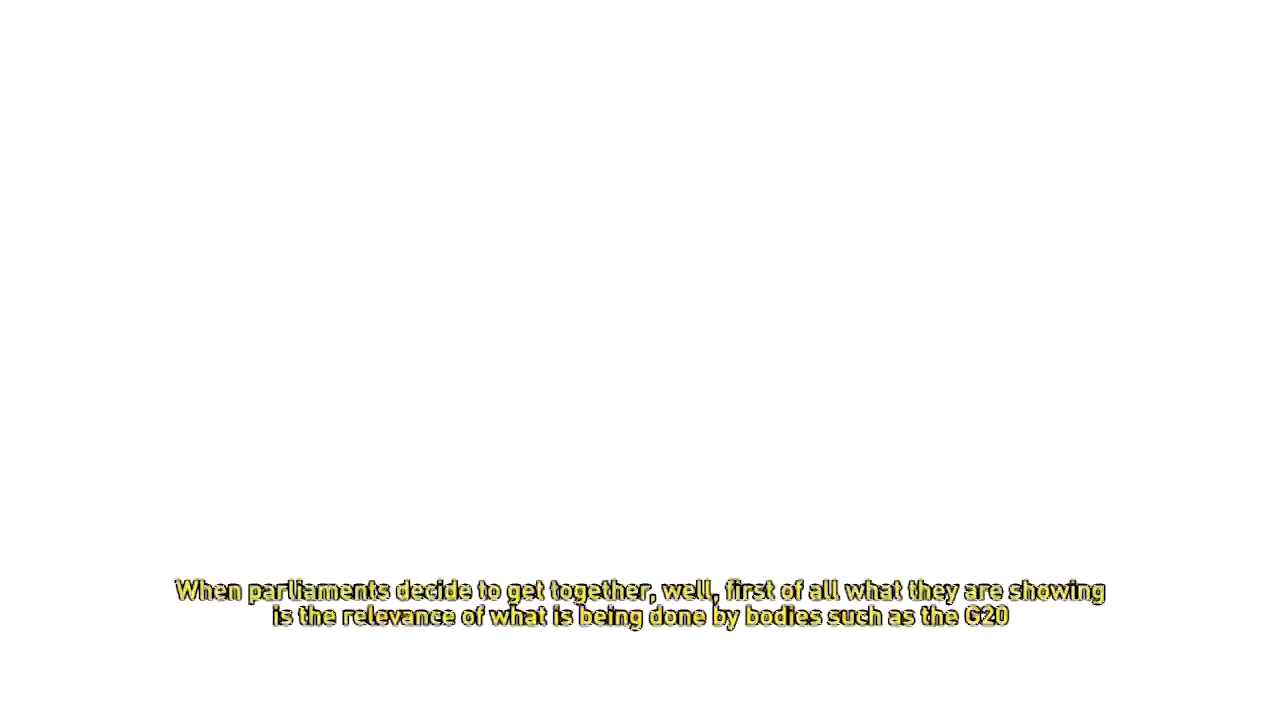 When parliaments decide to get together, well, first of all what they are showing
is the relevance of what is being done by bodies such as the G20